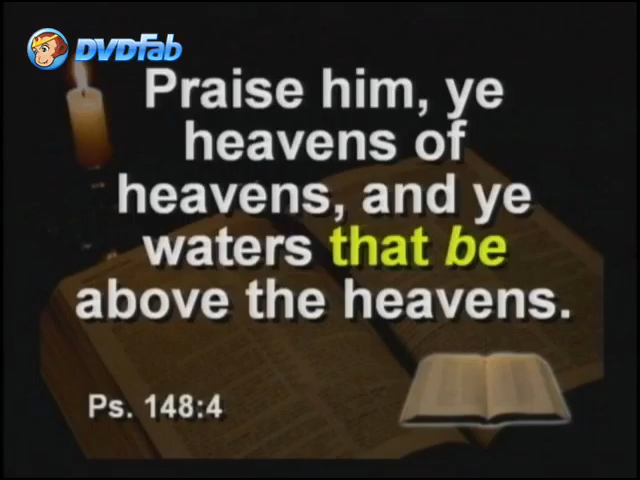 DVDFab
Praise him, ye
heavens of
heavens, and ye
waters that be
above the heavens.
Ps. 148:4